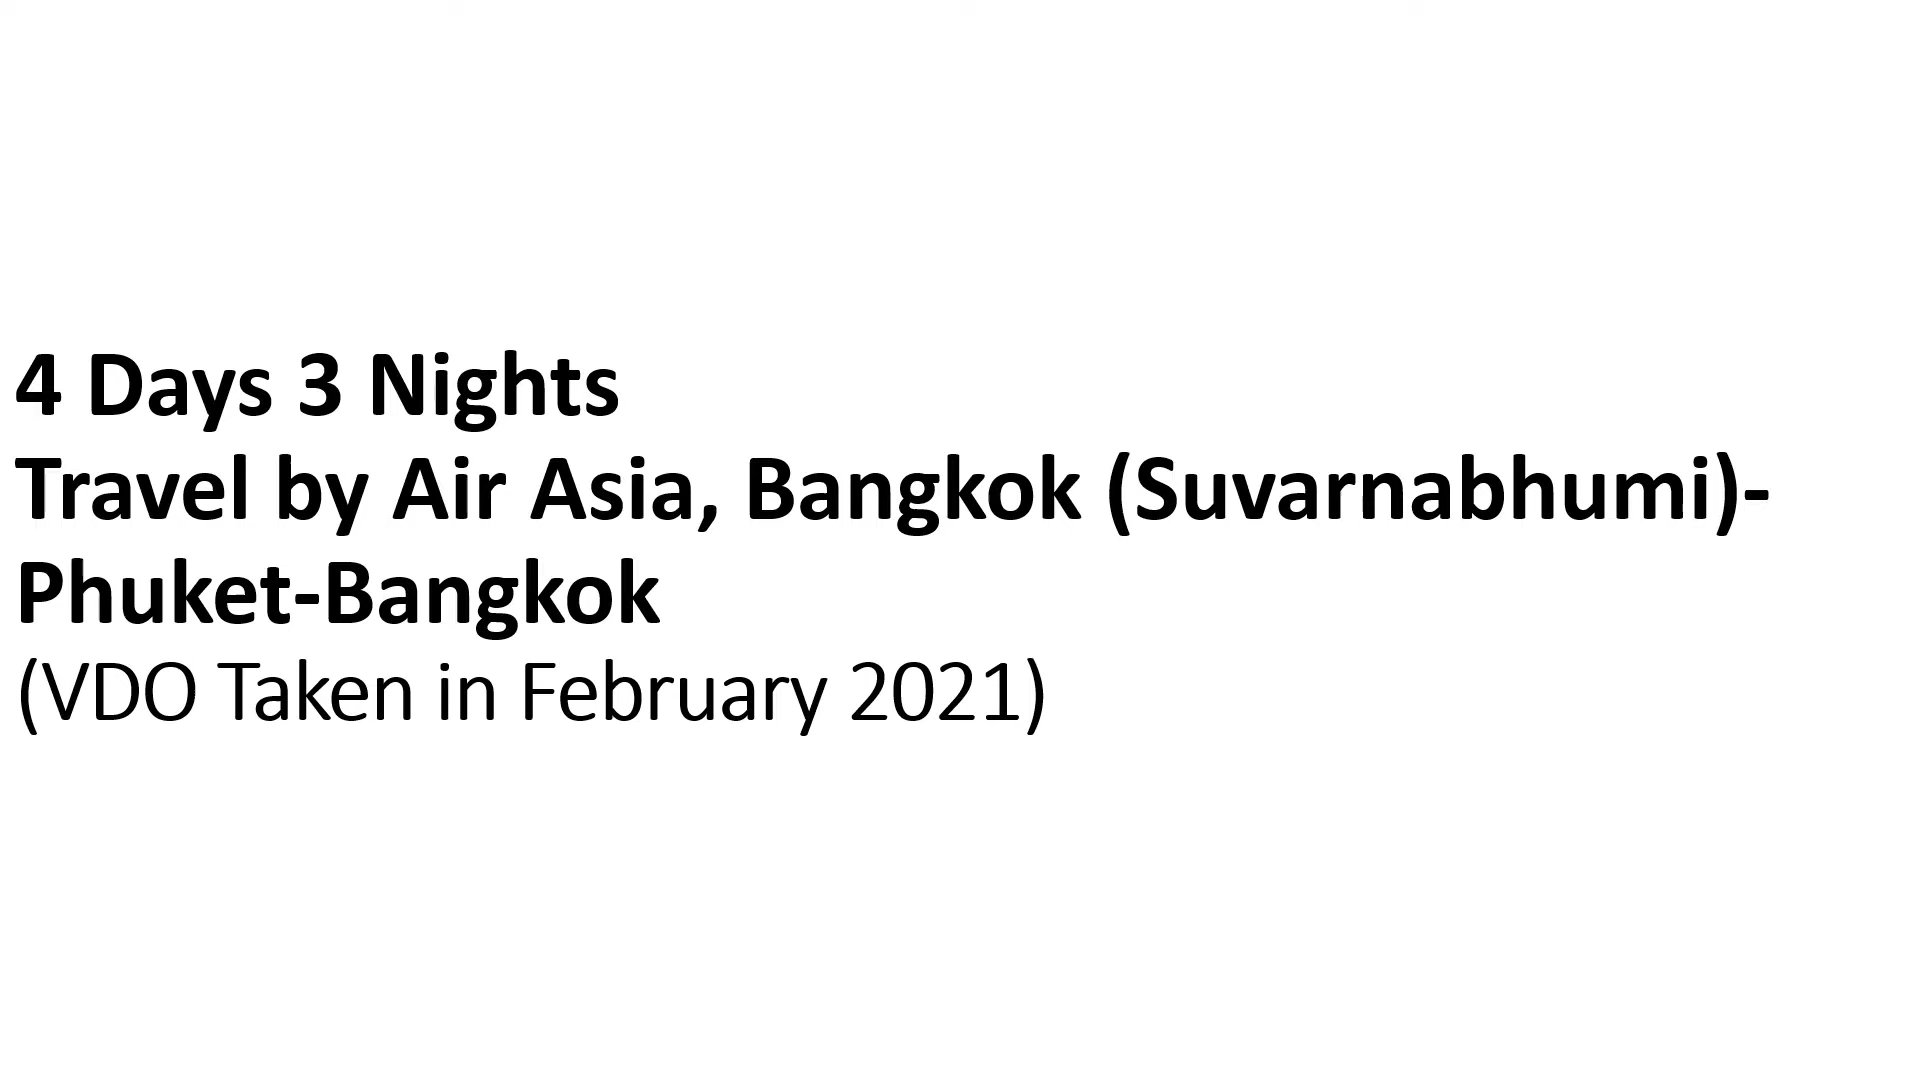 4 Days 3 Nights
Travel by Air Asia, Bangkok (Suvarnabhumi)-
Phuket-Bangkok
(VDO Taken in February 2021)